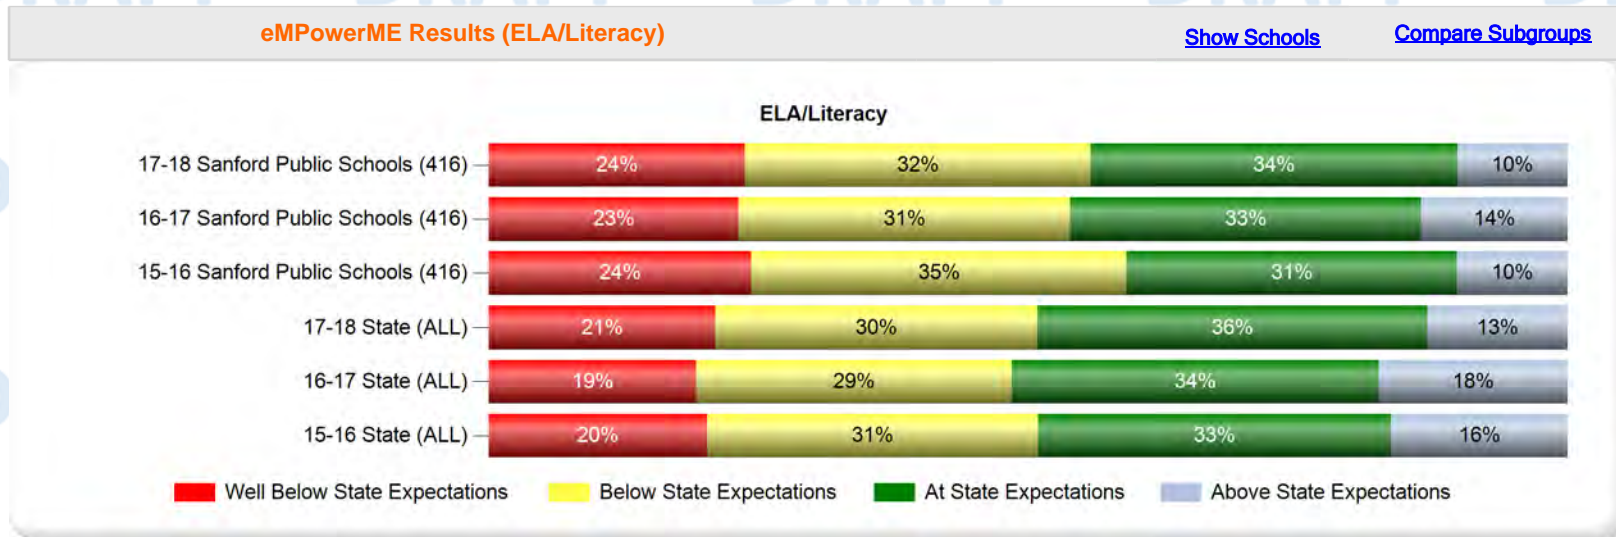 eMPowerME Results (ELA/Literacy) Show Schools Compare Subgroups
ELA/Literacy
17-18 Sanford Public Schools (416) 24% 32% 34% 10%
16-17 Sanford Public Schools (416) 23% 31% 33% 14%
15-16 Sanford Public Schools (416) 24% 35% 31% 10%
17-18 State (ALL) 21% 30% 36% 13%
16-17 State (ALL) 19% 29% 34% 18%
15-16 State (ALL) 20% 31% 33% 16%
Well Below State Expectations Below State Expectations At State Expectations Above State Expectations